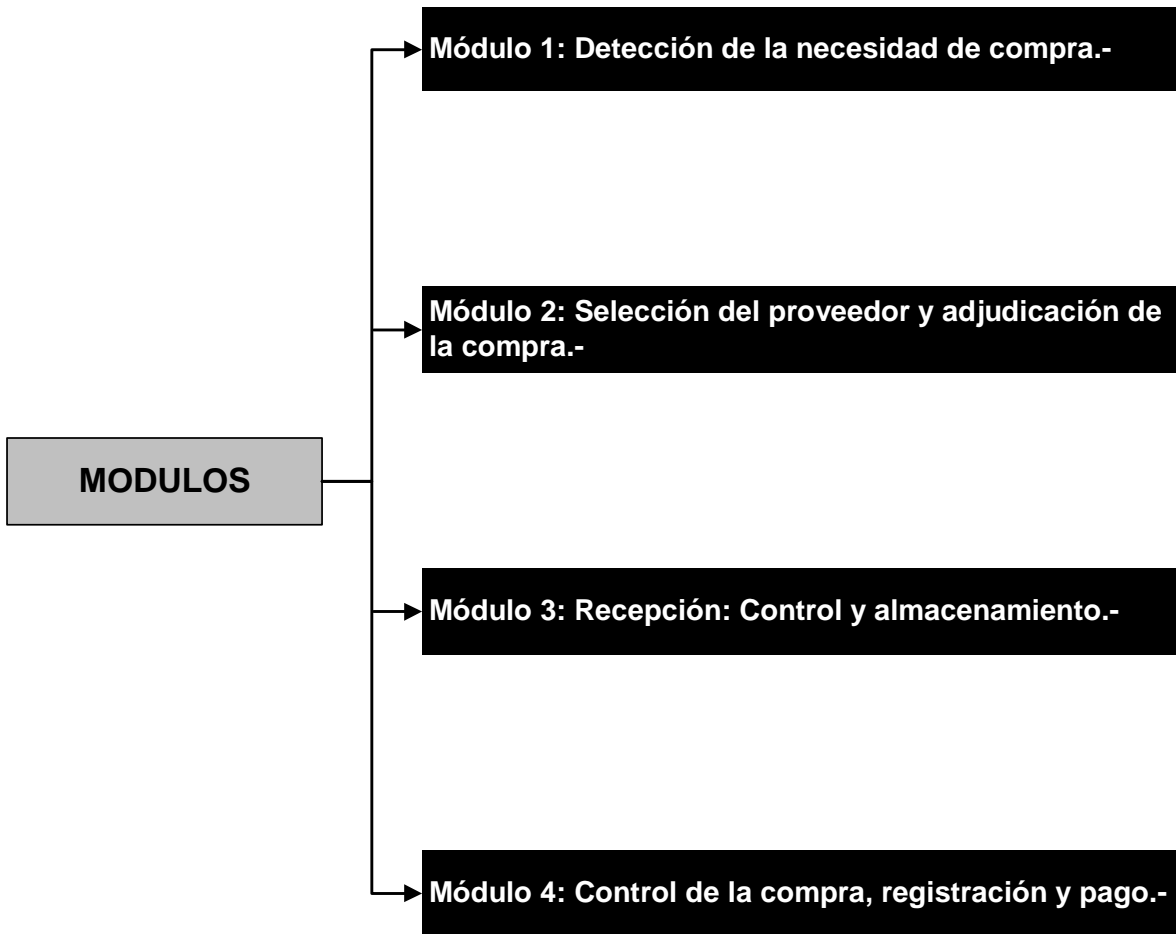 Módulo 1: Detección de la necesidad de compra.-
Módulo 2: Selección del proveedor y adjudicación de
la compra.-
MODULOS
Módulo 3: Recepción: Control y almacenamiento.-
Módulo 4: Control de la compra, registración y pago.-